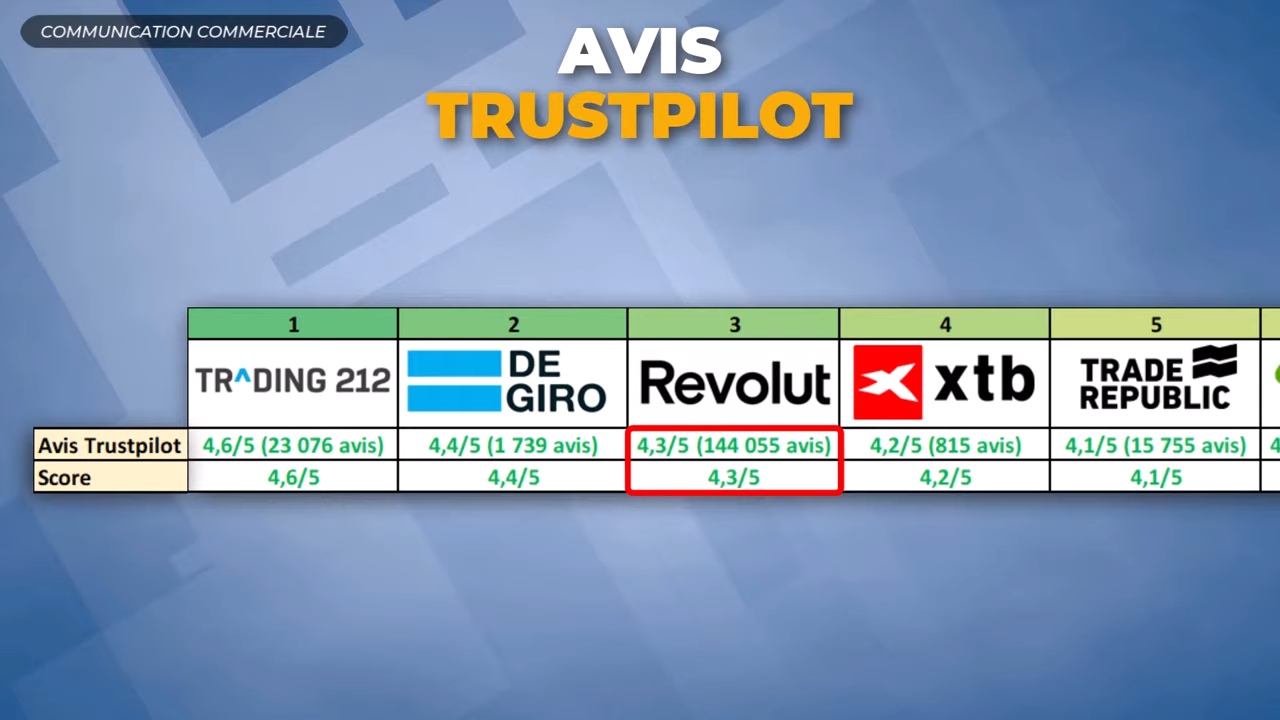 COMMUNICATION COMMERCIALE
AVIS
TRUSTPILOT
1 2 3 4 5
TRADING 212 DE GIRO Revolut xtb TRADE REPUBLIC
Avis Trustpilot 4,6/5 (23 076 avis) 4,4/5 (1 739 avis) 4,3/5 (144 055 avis) 4,2/5 (815 avis) 4,1/5 (15 755 avis)
Score 4,6/5 4,4/5 4,3/5 4,2/5 4,1/5